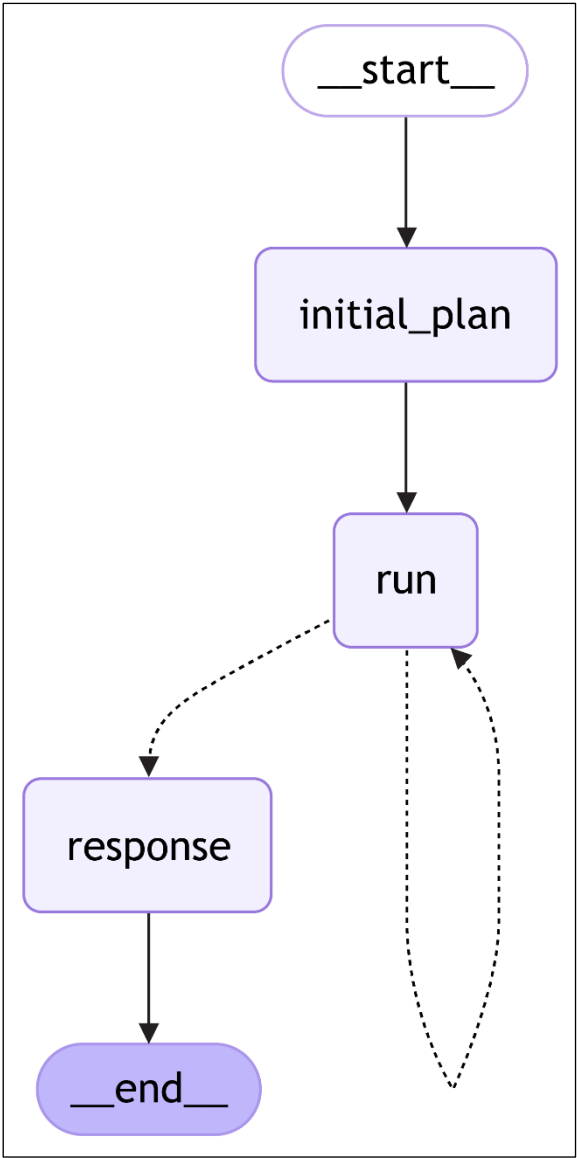 __start__
initial_plan
run
response
__end__